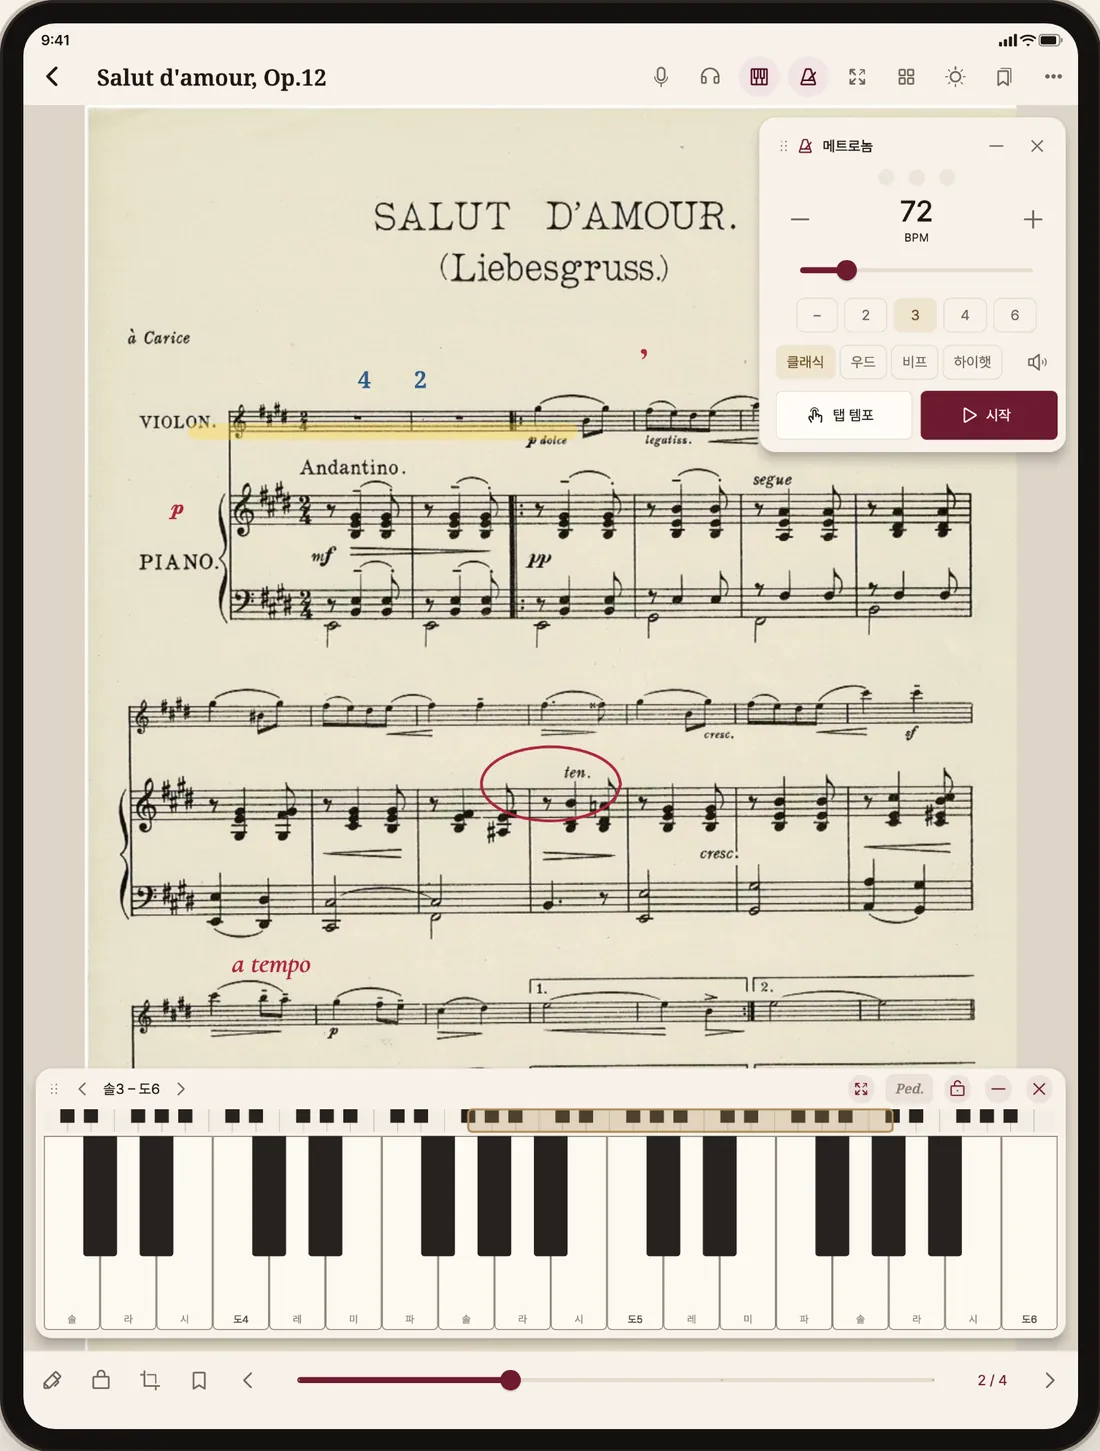 9:41
Salut d'amour, Op.12
메트로놈
72
BPM
– 2 3 4 6
클래식 우드 비프 하이햇
탭 템포 시작
SALUT D'AMOUR.
(Liebesgruss.)
à Carice
,
4 2
VIOLON.
p dolce legatiss.
Andantino.
segue
p
mf pp
PIANO.
cresc. sf
ten.
cresc.
a tempo
1. 2.
p
솔3 – 도6
Ped.
솔 라 시 도4 레 미 파 솔 라 시 도5 레 미 파 솔 라 시 도6
2 / 4